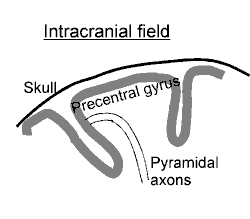 Intracranial field
Skull
Precentral gyrus
Pyramidal
axons